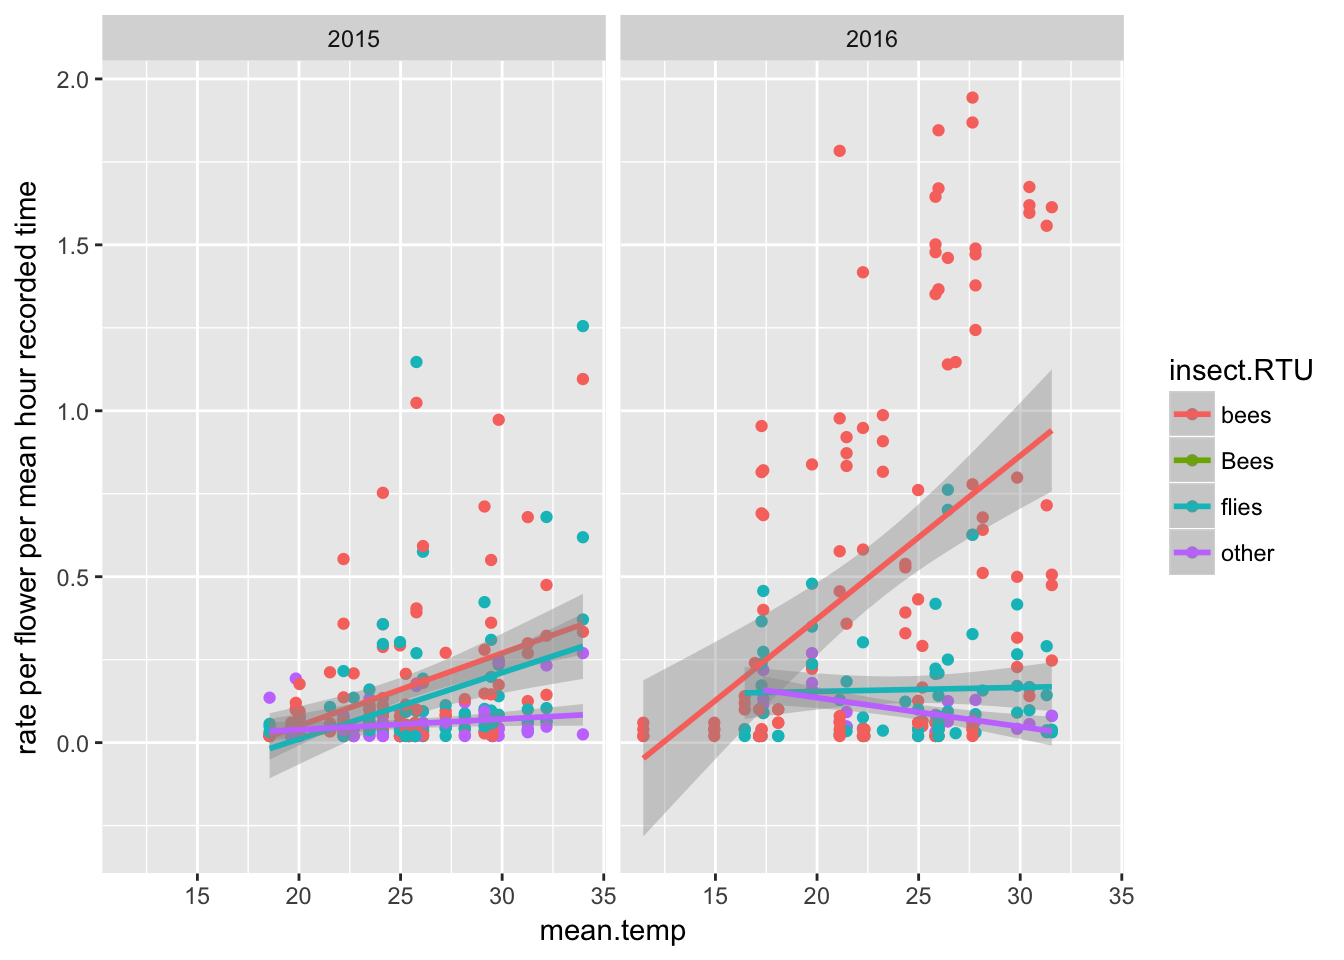 2015
2016
rate per flower per mean hour recorded time
2.0
1.5
1.0
0.5
0.0
15 20 25 30 35
15 20 25 30 35
mean.temp
insect.RTU
bees
Bees
flies
other